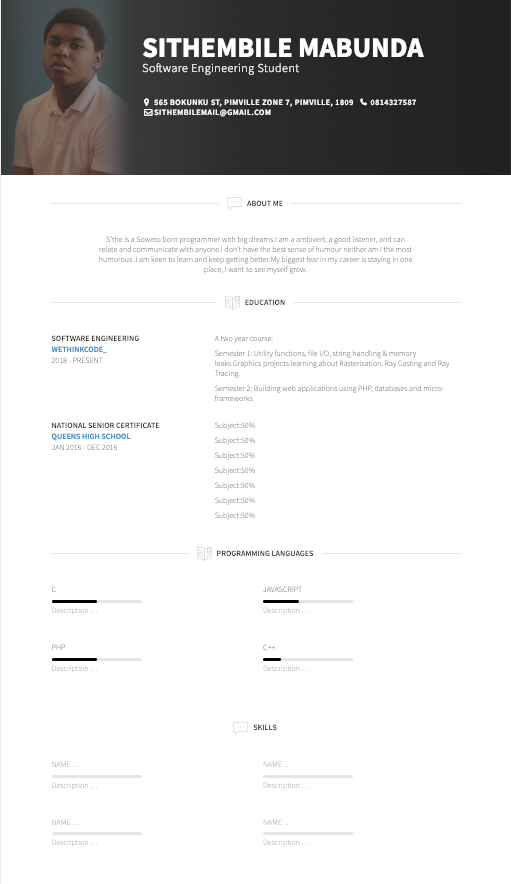 SITHEMBILE MABUNDA
Software Engineering Student
565 BOKUNKU ST, PIMVILLE ZONE 7, PIMVILLE, 1809 0814327587
SITHEMBILEMAIL@GMAIL.COM
ABOUT ME
S'the is a Soweto born programmer with big dreams.I am a ambivert, a good listener, and can
relate and communicate with anyone.I don't have the best sense of humour neither am I the most
humorous .I am keen to learn and keep getting better.My biggest fear in my career is staying in one
place, I want to see myself grow.
EDUCATION
SOFTWARE ENGINEERING
WETHINKCODE_
2018 - PRESENT
A two year course:
Semester 1: Utility functions, file I/O, string handling & memory
leaks.Graphics projects learning about Rasterisation, Ray Casting and Ray
Tracing.
Semester 2: Building web applications using PHP, databases and micro-
frameworks
NATIONAL SENIOR CERTIFICATE
QUEENS HIGH SCHOOL
JAN 2016 - DEC 2016
Subject:50%
Subject:50%
Subject:50%
Subject:50%
Subject:50%
Subject:50%
Subject:50%
PROGRAMMING LANGUAGES
C
Description ...
JAVASCRIPT
Description ...
PHP
Description ...
C++
Description ...
SKILLS
NAME ...
Description ...
NAME ...
Description ...
NAME ...
Description ...
NAME ...
Description ...